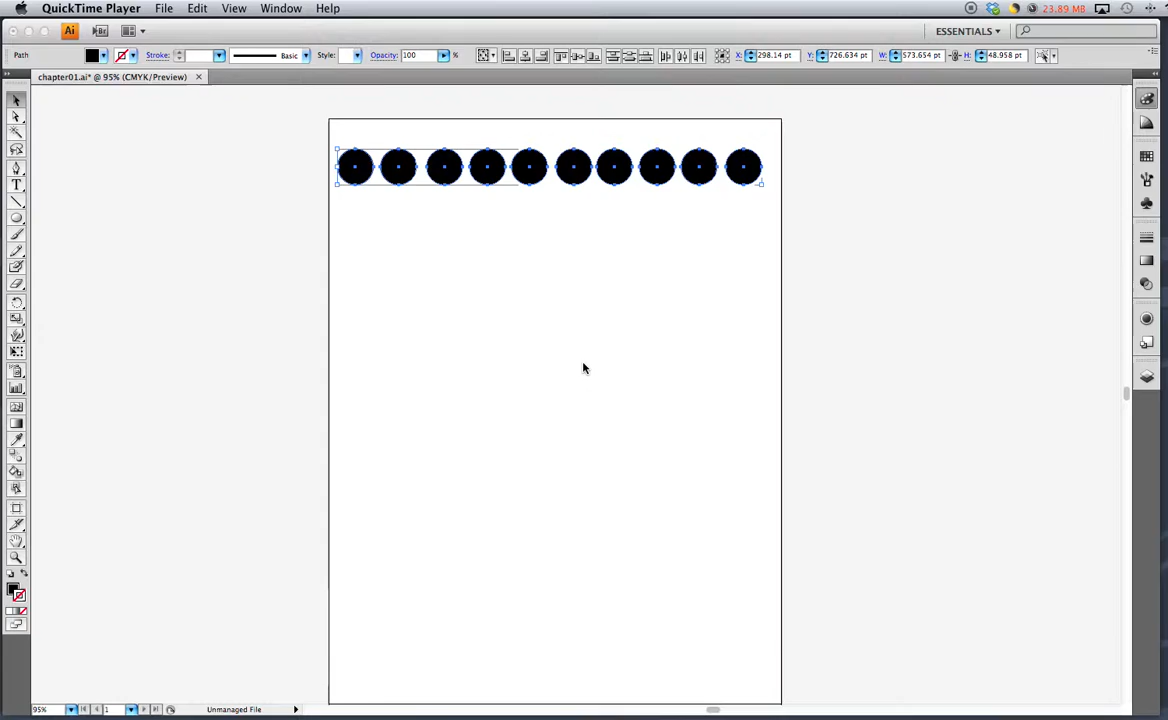 QuickTime Player File Edit View Window Help 23.89 MB
Ai Br ESSENTIALS
Path Stroke: Basic Style: Opacity: 100 % X: 298.14 pt Y: 726.634 pt W: 573.654 pt H: 48.958 pt
chapter01.ai* @ 95% (CMYK/Preview)
T
95% 1 Unmanaged File